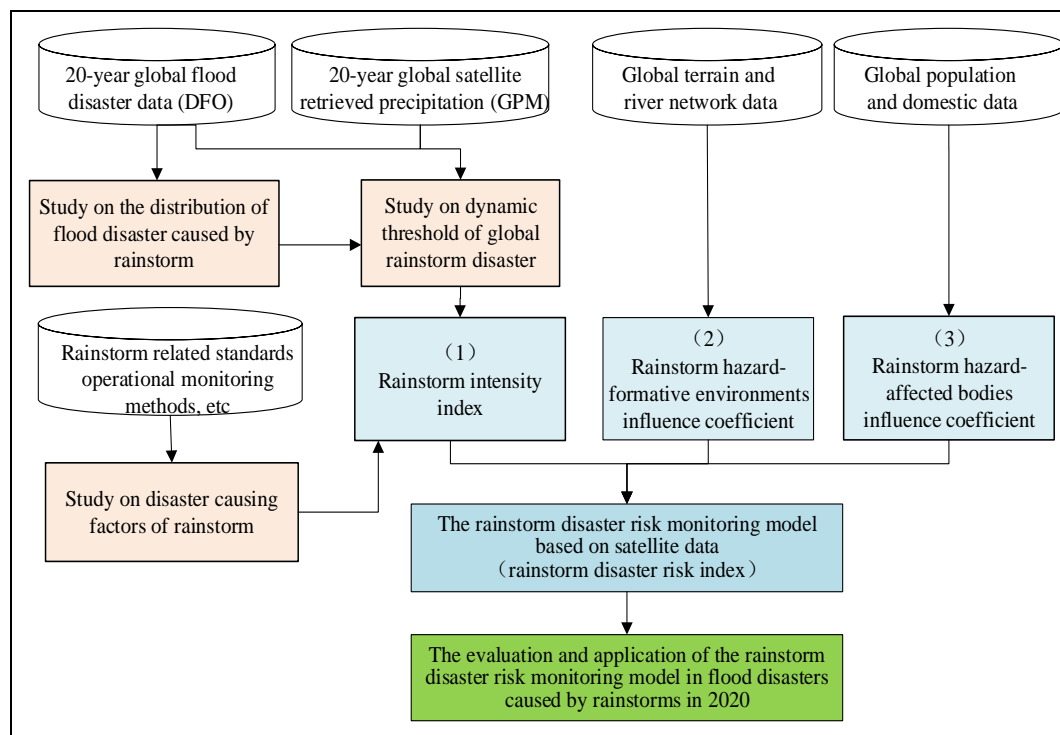 20-year global flood
disaster data (DFO)
20-year global satellite
retrieved precipitation (GPM)
Global terrain and
river network data
Global population
and domestic data
Study on the distribution of
flood disaster caused by
rainstorm
Study on dynamic
threshold of global
rainstorm disaster
Rainstorm related standards
operational monitoring
methods, etc
（1）
Rainstorm intensity
index
（2）
Rainstorm hazard-
formative environments
influence coefficient
（3）
Rainstorm hazard-
affected bodies
influence coefficient
Study on disaster causing
factors of rainstorm
The rainstorm disaster risk monitoring model
based on satellite data
（rainstorm disaster risk index）
The evaluation and application of the rainstorm
disaster risk monitoring model in flood disasters
caused by rainstorms in 2020